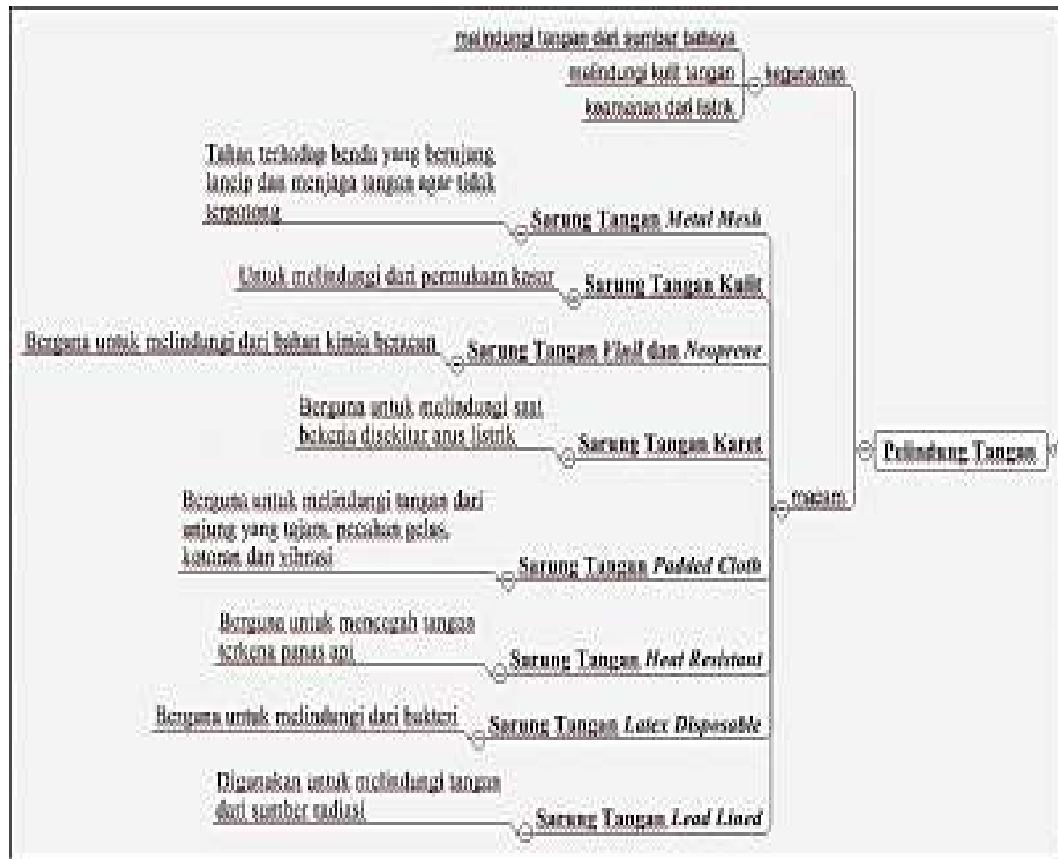 melindungi tangan dari sumber bahaya
melindungi kulit tangan
keamanan dari listrik
kegunanan
Tahan terhadap benda yang berujung
lancip dan menjaga tangan agar tidak
terpotong
Sarung Tangan Metal Mesh
Untuk melindungi dari permukaan kasar
Sarung Tangan Kulit
Berguna untuk melindungi dari bahan kimia beracun
Sarung Tangan Vinil dan Neoprene
Berguna untuk melindungi saat
bekerja disekitar arus listrik
Sarung Tangan Karet
Pelindung Tangan
macam
Berguna untuk melindungi tangan dari
unjung yang tajam, pecahan gelas,
kotoran dan vibrasi
Sarung Tangan Padded Cloth
Berguna untuk mencegah tangan
terkena panas api
Sarung Tangan Heat Resistant
Berguna untuk melindungi dari bakteri
Sarung Tangan Latex Disposable
Digunakan untuk melindungi tangan
dari sumber radiasi
Sarung Tangan Lead Lined